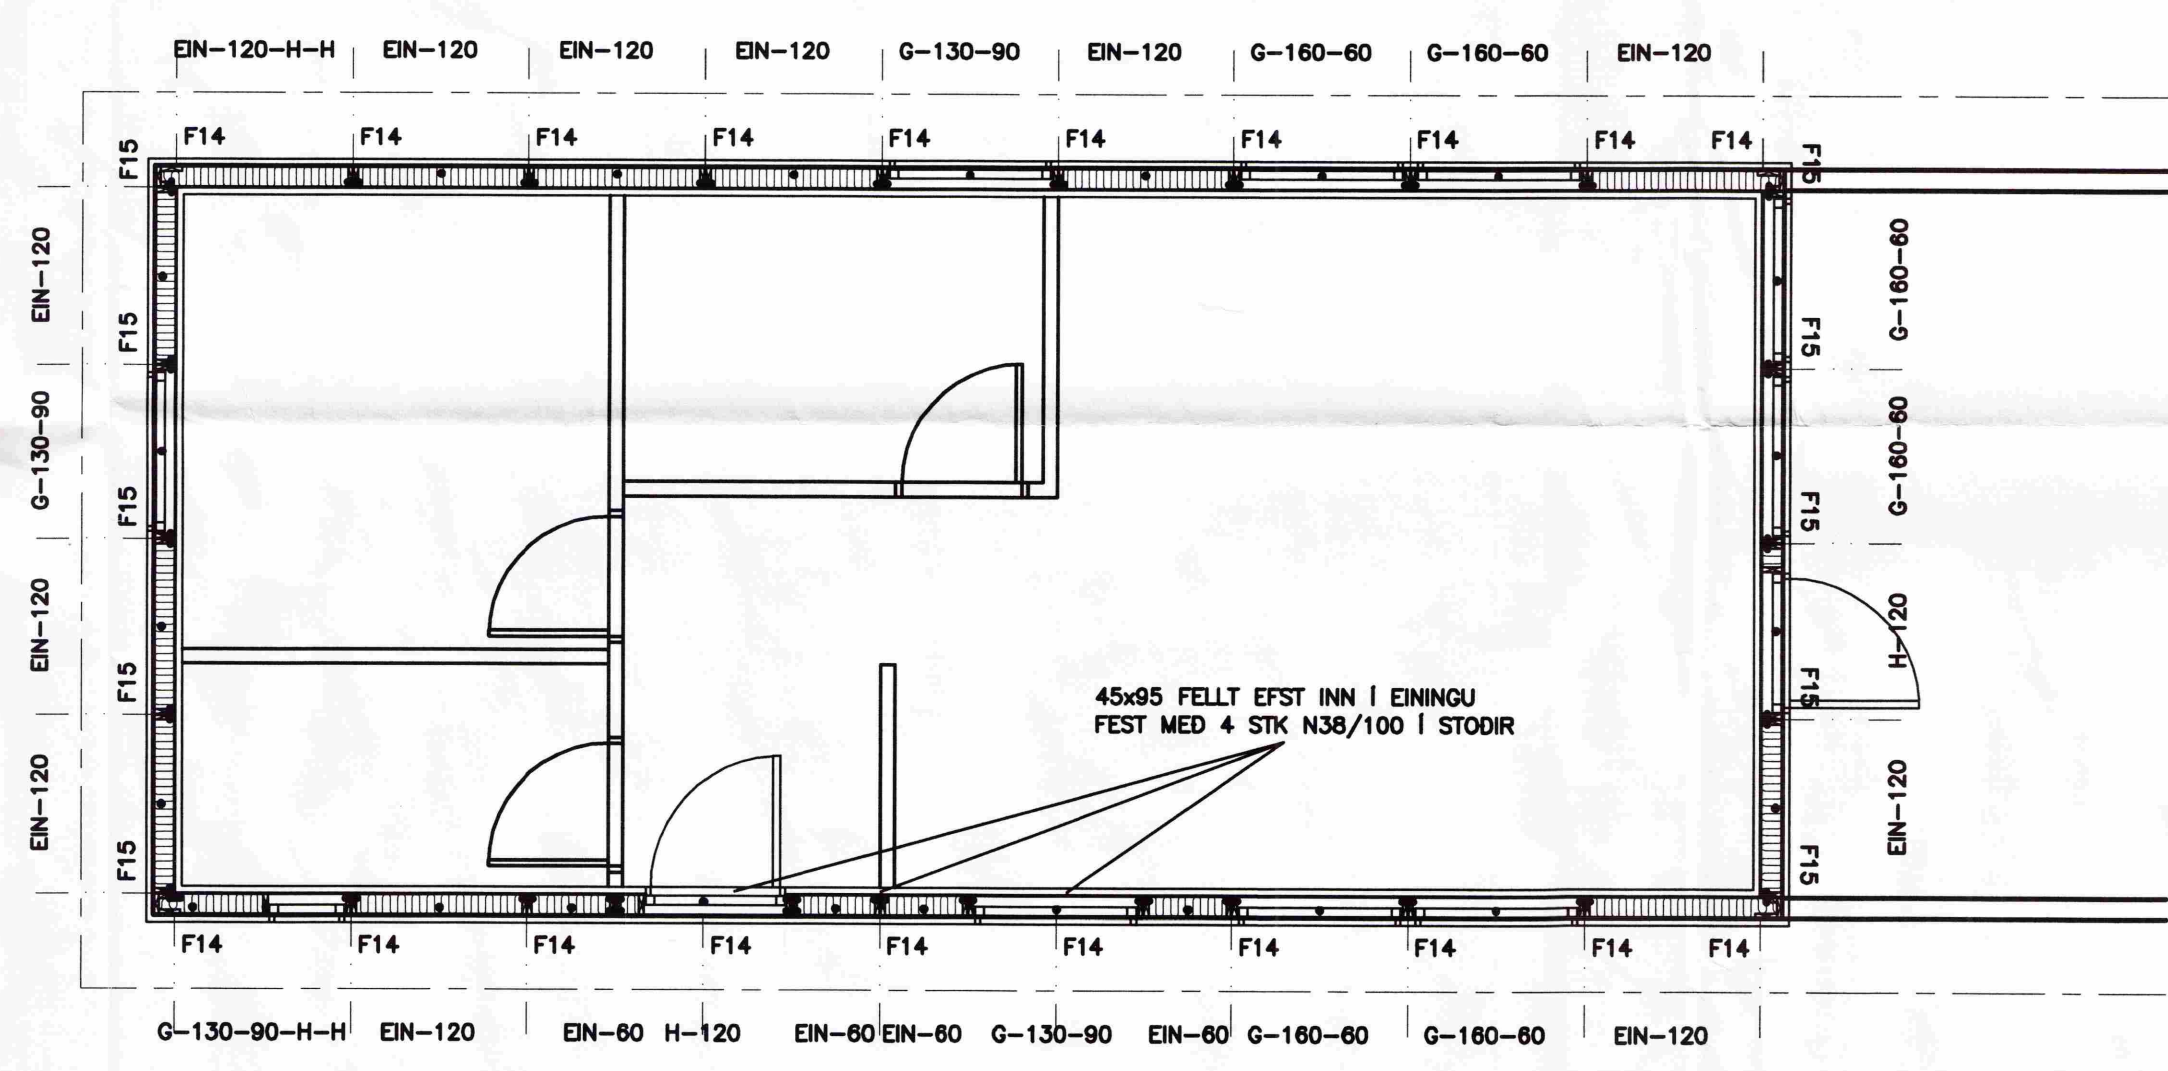 EIN-120-H-H EIN-120 EIN-120 EIN-120 G-130-90 EIN-120 G-160-60 G-160-60 EIN-120
F14 F14 F14 F14 F14 F14 F14 F14 F14 F14
F15
F15
F15
F15
F15
EIN-120
G-130-90
EIN-120
EIN-120
45x95 FELLT EFST INN Í EININGU
FEST MEÐ 4 STK N38/100 Í STOÐIR
F15
F15
F15
F15
F15
G-160-60
G-160-60
H-120
EIN-120
F14 F14 F14 F14 F14 F14 F14 F14 F14 F14
G-130-90-H-H EIN-120 EIN-60 H-120 EIN-60 EIN-60 G-130-90 EIN-60 G-160-60 G-160-60 EIN-120